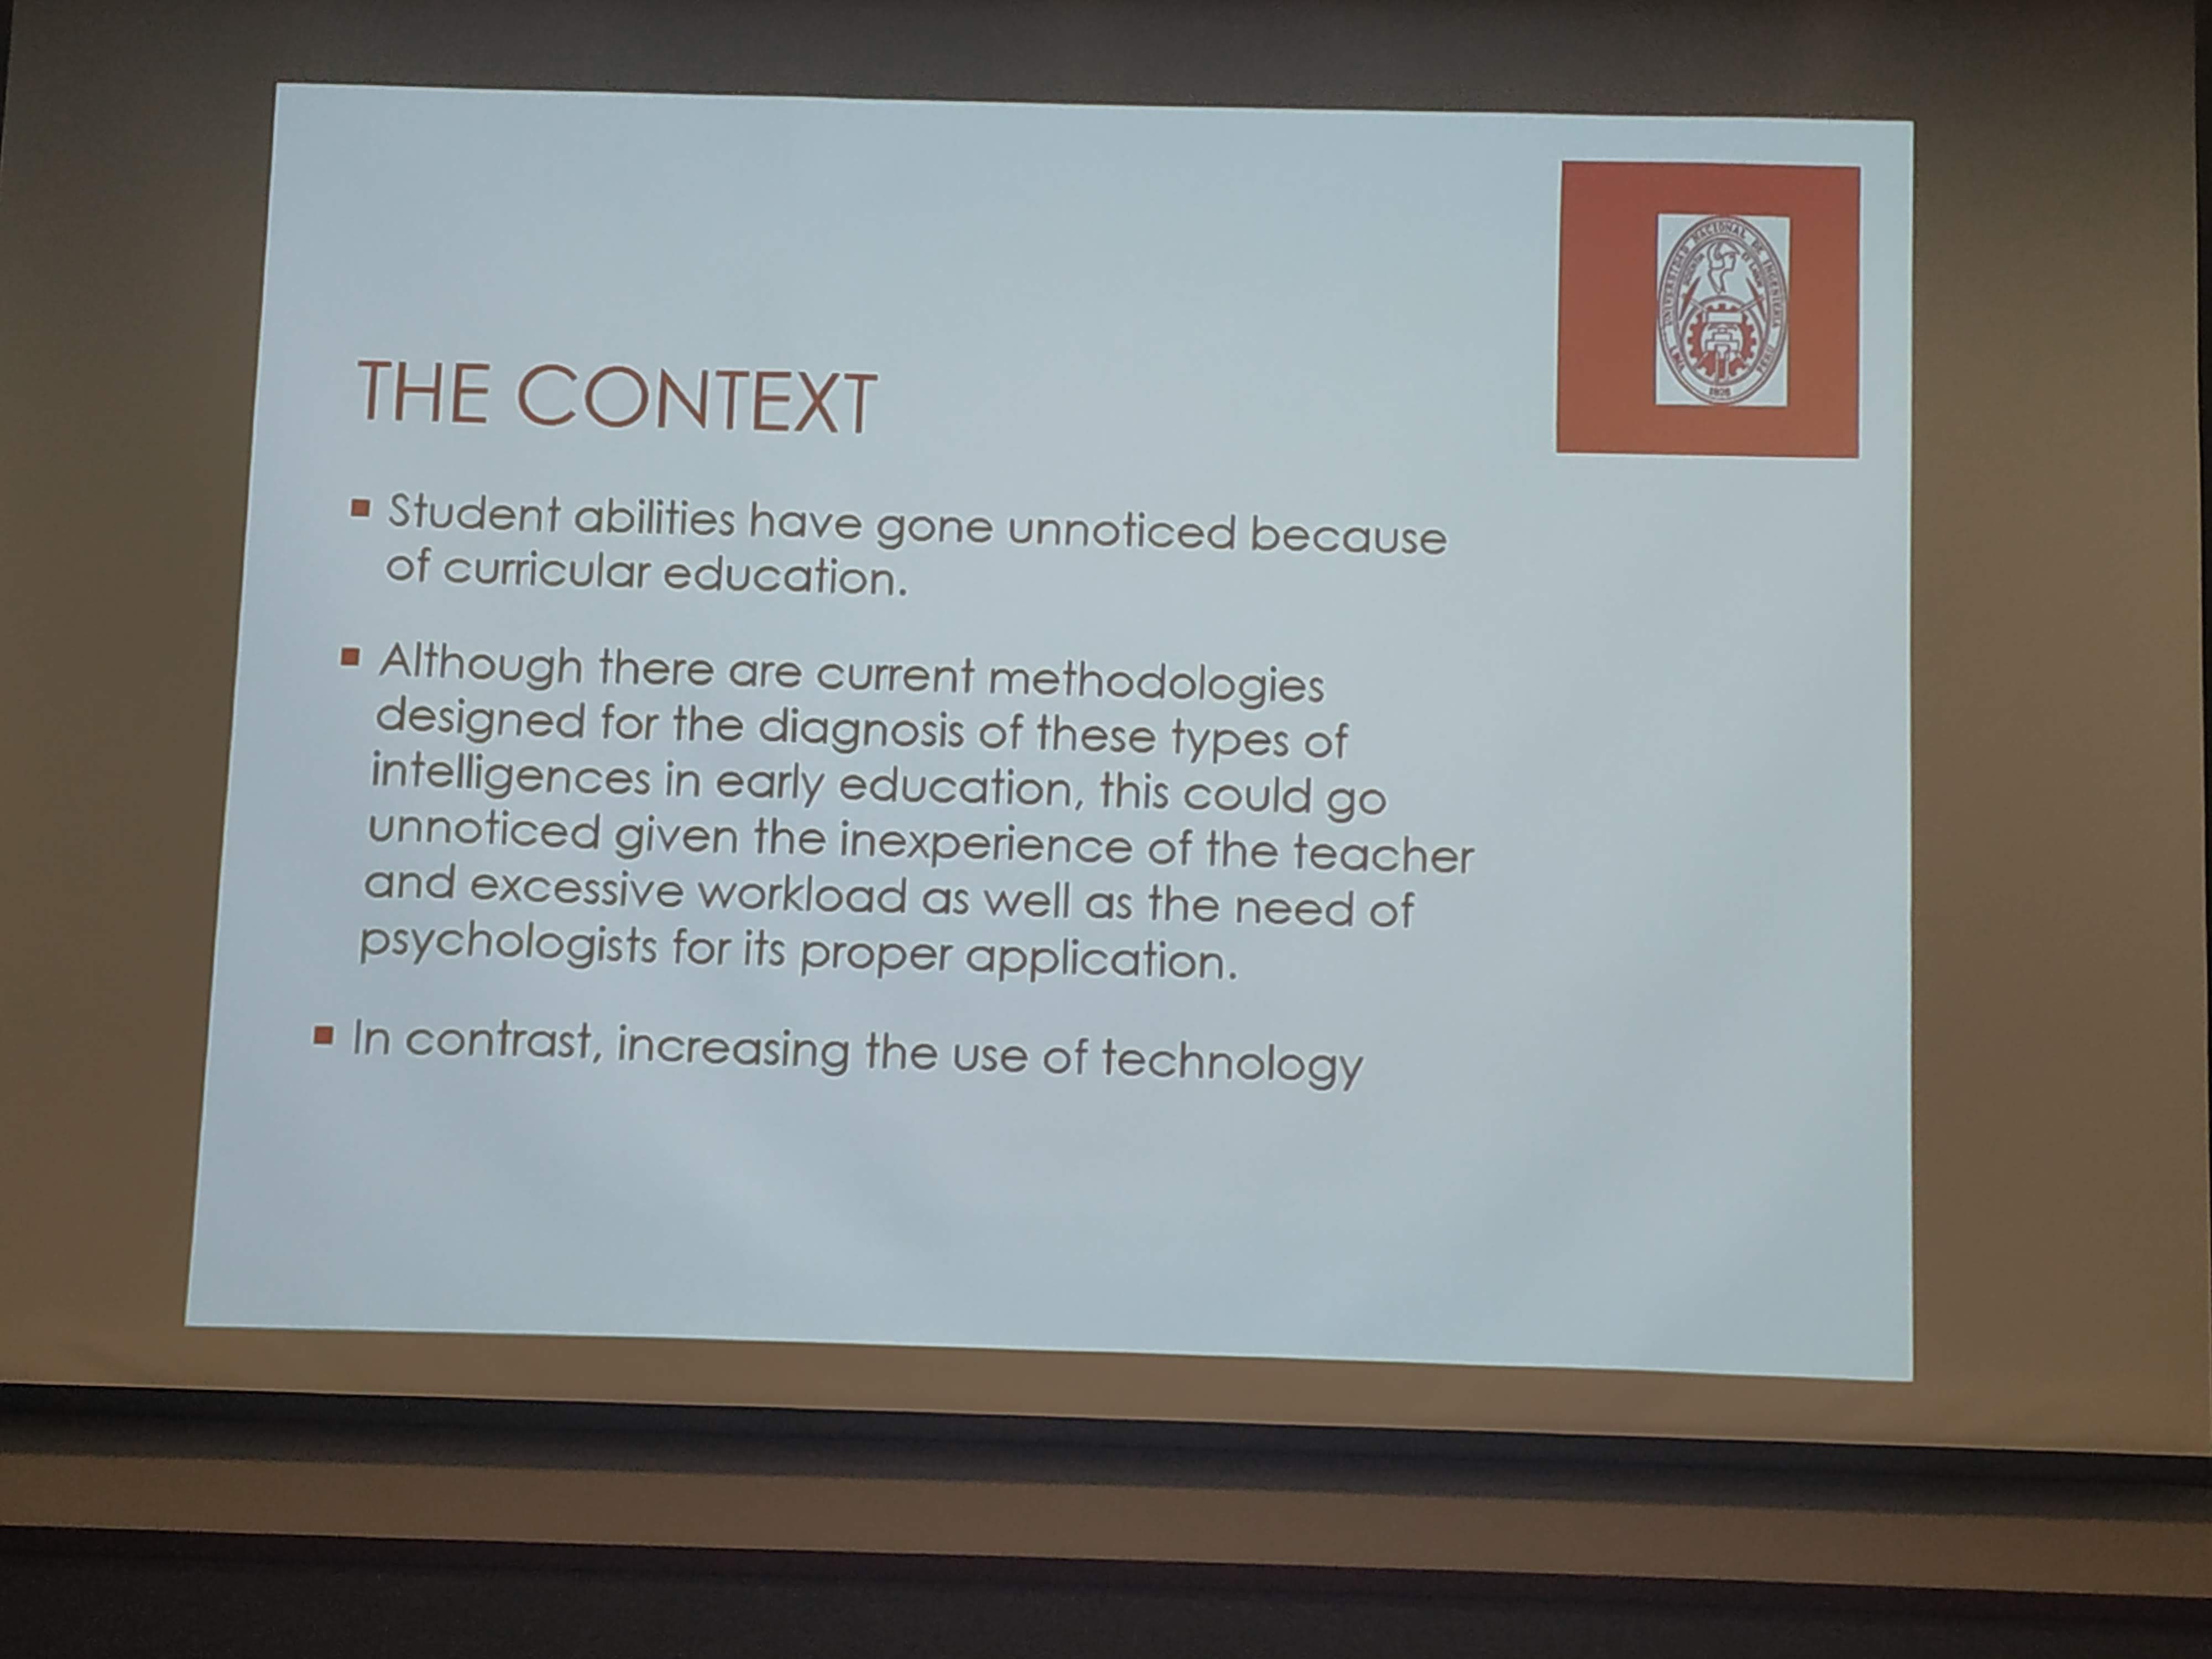 UNIVERSIDAD NACIONAL DE INGENIERIA
LIMA PERU
THE CONTEXT
▪ Student abilities have gone unnoticed because
of curricular education.
▪ Although there are current methodologies
designed for the diagnosis of these types of
intelligences in early education, this could go
unnoticed given the inexperience of the teacher
and excessive workload as well as the need of
psychologists for its proper application.
▪ In contrast, increasing the use of technology